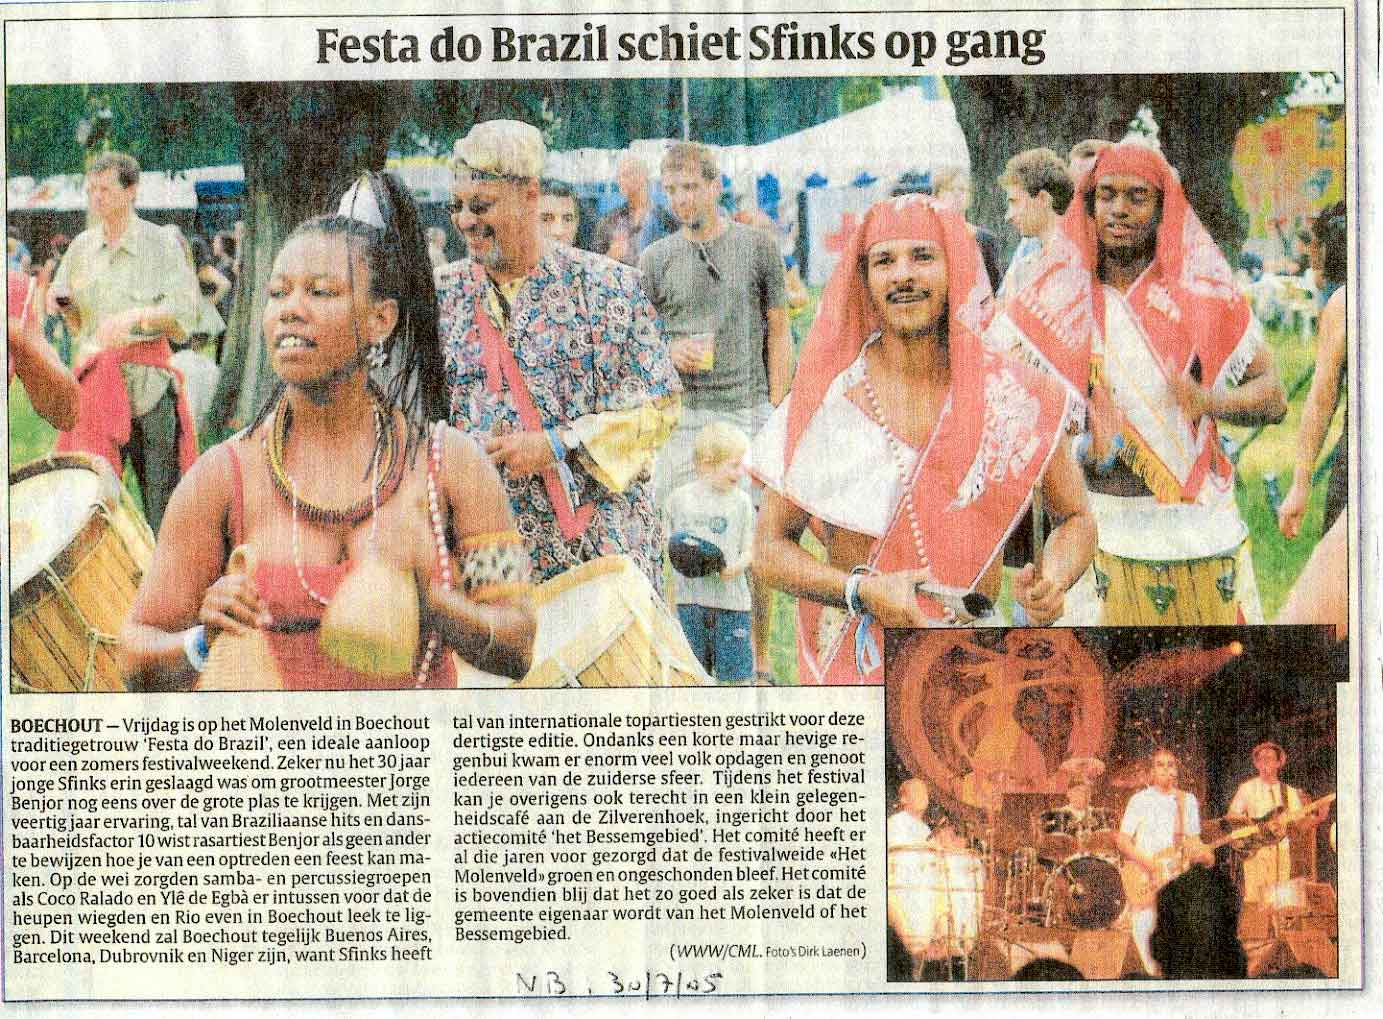 Festa do Brazil schiet Sfinks op gang
BOECHOUT — Vrijdag is op het Molenveld in Boechout
traditiegetrouw 'Festa do Brazil', een ideale aanloop
voor een zomers festivalweekend. Zeker nu het 30 jaar
jonge Sfinks erin geslaagd was om grootmeester Jorge
Benjor nog eens over de grote plas te krijgen. Met zijn
veertig jaar ervaring, tal van Braziliaanse hits en dans-
baarheidsfactor 10 wist rasartiest Benjor als geen ander
te bewijzen hoe je van een optreden een feest kan ma-
ken. Op de wei zorgden samba- en percussiegroepen
als Coco Ralado en Ylê de Egbà er intussen voor dat de
heupen wiegden en Rio even in Boechout leek te lig-
gen. Dit weekend zal Boechout tegelijk Buenos Aires,
Barcelona, Dubrovnik en Niger zijn, want Sfinks heeft
tal van internationale topartiesten gestrikt voor deze
dertigste editie. Ondanks een korte maar hevige re-
genbui kwam er enorm veel volk opdagen en genoot
iedereen van de zuiderse sfeer. Tijdens het festival
kan je overigens ook terecht in een klein gelegen-
heidscafé aan de Zilverenhoek, ingericht door het
actiecomité 'het Bessemgebied'. Het comité heeft er
al die jaren voor gezorgd dat de festivalweide «Het
Molenveld» groen en ongeschonden bleef. Het comité
is bovendien blij dat het zo goed als zeker is dat de
gemeente eigenaar wordt van het Molenveld of het
Bessemgebied.
(WWW/CML. Foto's Dirk Laenen)
NB. 30/7/05